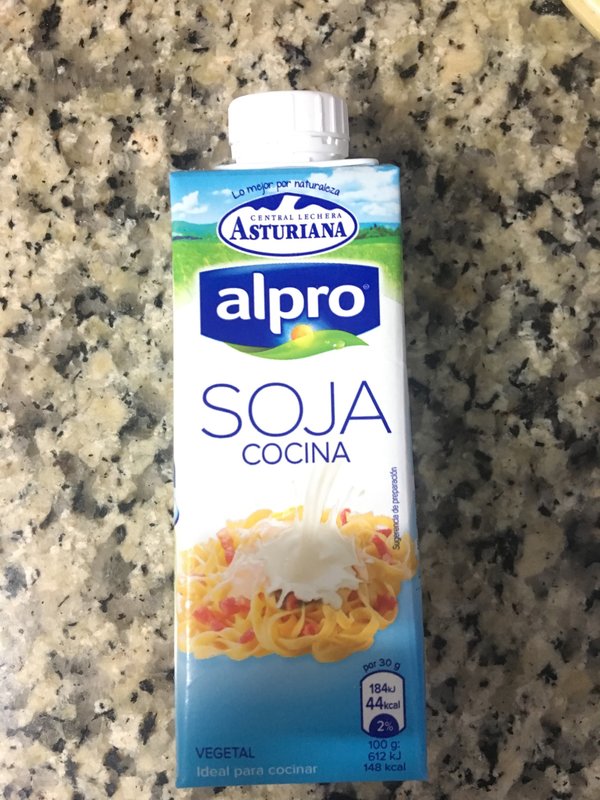 Lo mejor por naturaleza
CENTRAL LECHERA
ASTURIANA
alpro®
SOJA
COCINA
Sugerencia de preparación
por 30 g
184kJ
44kcal
2%
100 g:
612 kJ
148 kcal
VEGETAL
Ideal para cocinar